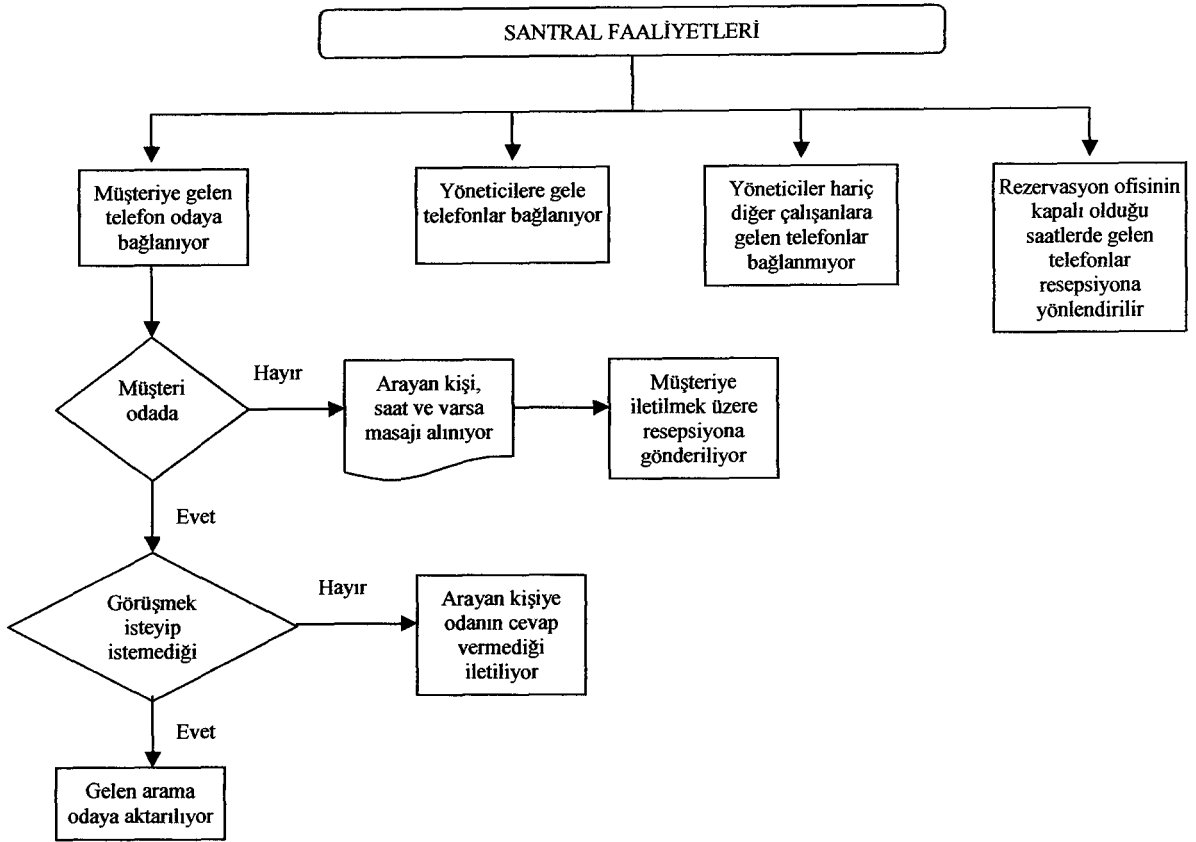 SANTRAL FAALİYETLERİ
Müşteriye gelen
telefon odaya
bağlanıyor
Yöneticilere gele
telefonlar bağlanıyor
Yöneticiler hariç
diğer çalışanlara
gelen telefonlar
bağlanmıyor
Rezervasyon ofisinin
kapalı olduğu
saatlerde gelen
telefonlar
resepsiyona
yönlendirilir
Müşteri
odada
Hayır
Arayan kişi,
saat ve varsa
masajı alınıyor
Müşteriye
iletilmek üzere
resepsiyona
gönderiliyor
Evet
Görüşmek
isteyip
istemediği
Hayır
Arayan kişiye
odanın cevap
vermediği
iletiliyor
Evet
Gelen arama
odaya aktarılıyor